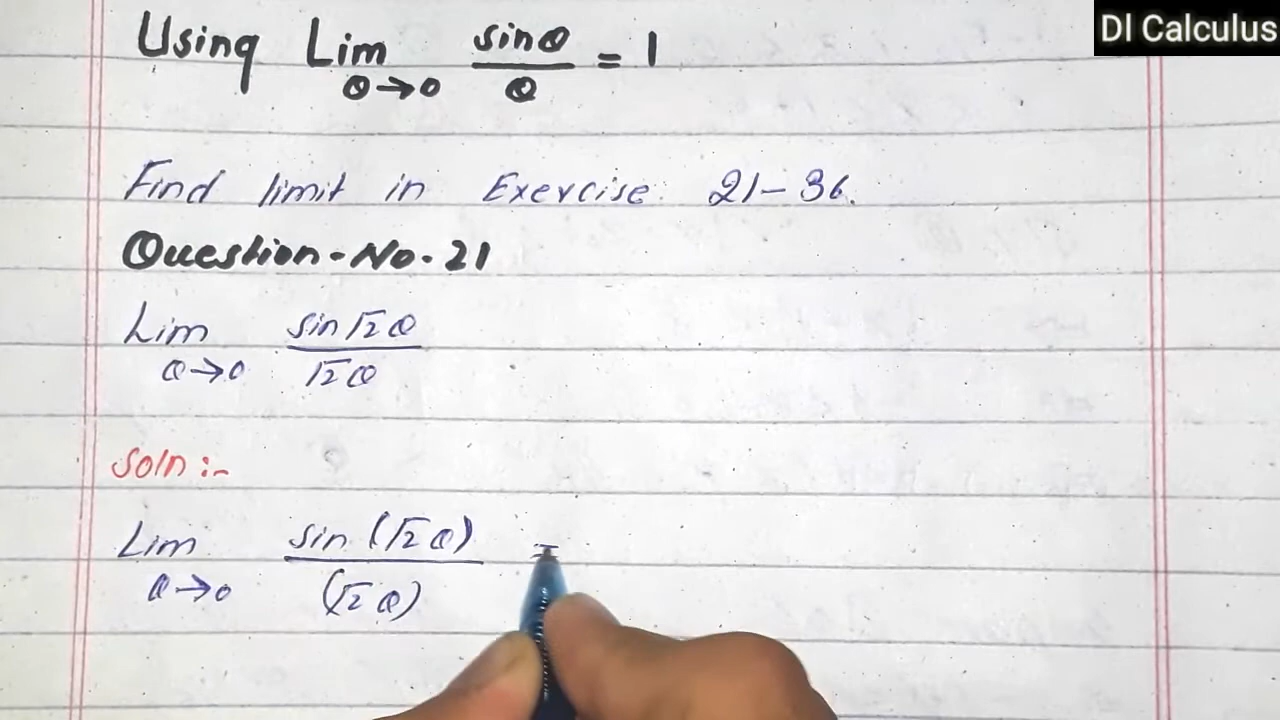 DI Calculus
Using Lim θ→0 sinθ/θ = 1
Find limit in Exercise 21-36.
Question-No.21
Lim θ→0 sin√2θ/√2θ
Soln:-
Lim θ→0 sin(√2θ)/(√2θ) =